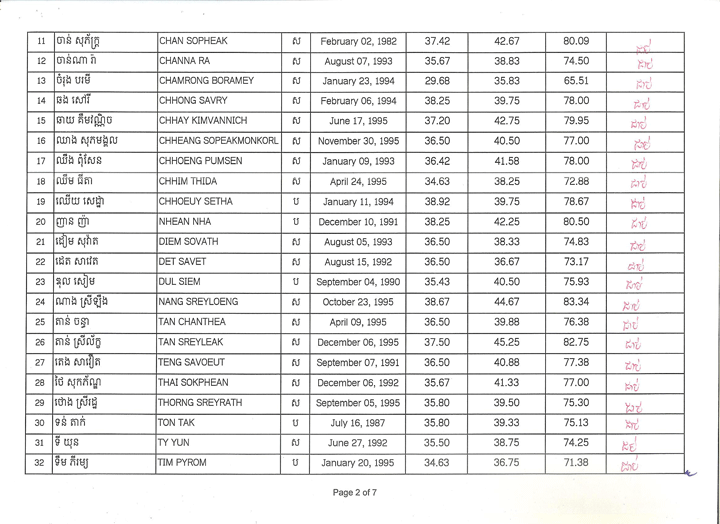 11 ចាន់ សុភ័ក្ត្រ CHAN SOPHEAK ស February 02, 1982 37.42 42.67 80.09 ជាប់
12 ចាន់ណា រ៉ា CHANNA RA ស August 07, 1993 35.67 38.83 74.50 ជាប់
13 ចំរុង បរមី CHAMRONG BORAMEY ស January 23, 1994 29.68 35.83 65.51 ជាប់
14 ឆង សៅរី CHHONG SAVRY ស February 06, 1994 38.25 39.75 78.00 ជាប់
15 ឆាយ គឹមវណ្ណិច CHHAY KIMVANNICH ស June 17, 1995 37.20 42.75 79.95 ជាប់
16 ឈាង សុភមង្គល CHHEANG SOPEAKMONKORL ស November 30, 1995 36.50 40.50 77.00 ជាប់
17 ឈឺង ពុំសែន CHHOENG PUMSEN ស January 09, 1993 36.42 41.58 78.00 ជាប់
18 ឈឹម ធីតា CHHIM THIDA ស April 24, 1995 34.63 38.25 72.88 ជាប់
19 ឈើយ សេដ្ឋា CHHOEUY SETHA ប January 11, 1994 38.92 39.75 78.67 ជាប់
20 ញាន ញ៉ា NHEAN NHA ប December 10, 1991 38.25 42.25 80.50 ជាប់
21 ដៀម សុវ៉ាត DIEM SOVATH ស August 05, 1993 36.50 38.33 74.83 ជាប់
22 ដេត សាវេត DET SAVET ស August 15, 1992 36.50 36.67 73.17 ជាប់
23 ឌុល សៀម DUL SIEM ប September 04, 1990 35.43 40.50 75.93 ជាប់
24 ណាង ស្រីឡឹង NANG SREYLOENG ស October 23, 1995 38.67 44.67 83.34 ជាប់
25 តាន់ ចន្ធា TAN CHANTHEA ស April 09, 1995 36.50 39.88 76.38 ជាប់
26 តាន់ ស្រីល័ក្ខ TAN SREYLEAK ស December 06, 1995 37.50 45.25 82.75 ជាប់
27 តេង សាវឿត TENG SAVOEUT ស September 07, 1991 36.50 40.88 77.38 ជាប់
28 ថៃ សុកភ័ណ្ឌ THAI SOKPHEAN ស December 06, 1992 35.67 41.33 77.00 ជាប់
29 ថោង ស្រីរដ្ឋ THORNG SREYRATH ស September 05, 1995 35.80 39.50 75.30 ជាប់
30 ទន់ តាក់ TON TAK ប July 16, 1987 35.80 39.33 75.13 ជាប់
31 ទី យុន TY YUN ស June 27, 1992 35.50 38.75 74.25 ជាប់
32 ទឹម ភីរម្យ TIM PYROM ប January 20, 1995 34.63 36.75 71.38 ជាប់
Page 2 of 7